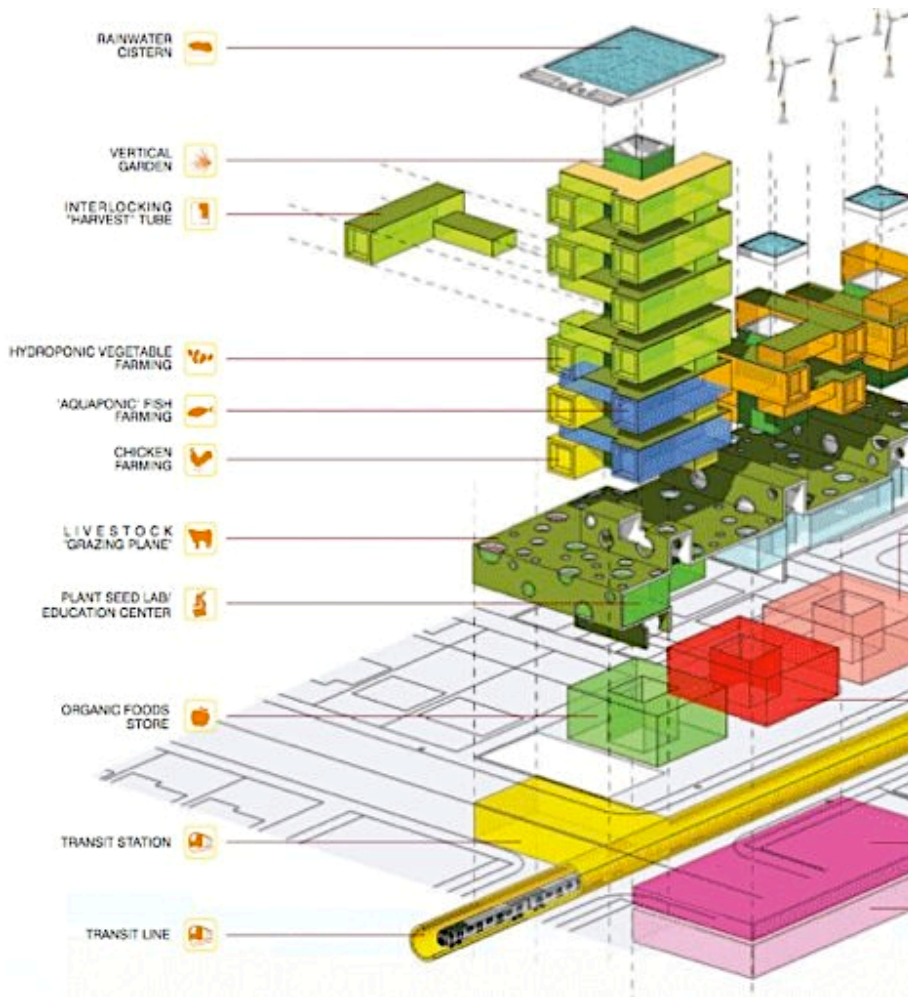 RAINWATER
CISTERN
VERTICAL
GARDEN
INTERLOCKING
"HARVEST" TUBE
HYDROPONIC VEGETABLE
FARMING
'AQUAPONIC' FISH
FARMING
CHICKEN
FARMING
LIVESTOCK
"GRAZING PLANE"
PLANT SEED LAB/
EDUCATION CENTER
ORGANIC FOODS
STORE
TRANSIT STATION
TRANSIT LINE